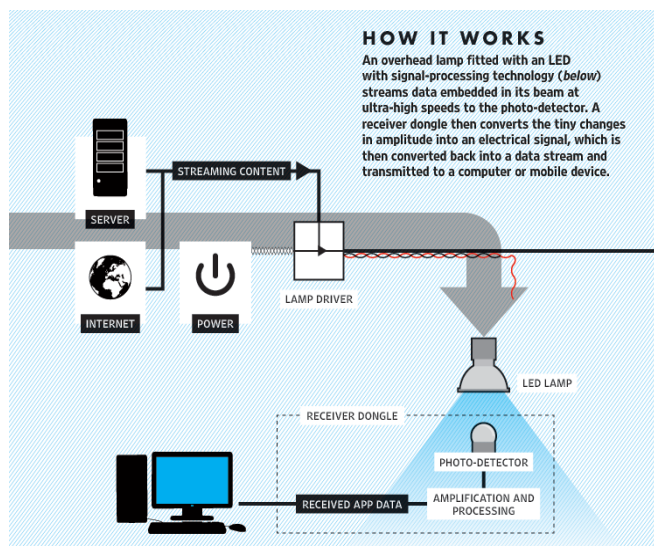 HOW IT WORKS
An overhead lamp fitted with an LED
with signal-processing technology (below)
streams data embedded in its beam at
ultra-high speeds to the photo-detector. A
receiver dongle then converts the tiny changes
in amplitude into an electrical signal, which is
then converted back into a data stream and
transmitted to a computer or mobile device.
STREAMING CONTENT
SERVER
LAMP DRIVER
INTERNET
POWER
LED LAMP
RECEIVER DONGLE
PHOTO-DETECTOR
RECEIVED APP DATA
AMPLIFICATION AND
PROCESSING